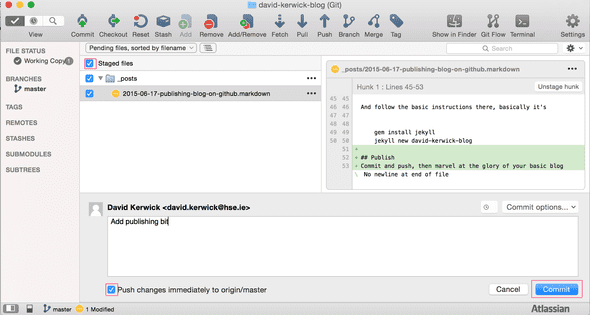 david-kerwick-blog (Git)
View Commit Checkout Reset Stash Add Remove Add/Remove Fetch Pull Push Branch Merge Tag Show in Finder Git Flow Terminal Settings
FILE STATUS
Working Copy 1
BRANCHES
master
TAGS
REMOTES
STASHES
SUBMODULES
SUBTREES
Pending files, sorted by filename
Search
Staged files
_posts
2015-06-17-publishing-blog-on-github.markdown
_posts/2015-06-17-publishing-blog-on-github.markdown
Hunk 1 : Lines 45-53
Unstage hunk
45 45
46 46 And follow the basic instructions there, basically it's
47 47
48 48
49 49 gem install jekyll
50 50 jekyll new david-kerwick-blog
51 +
52 + ## Publish
53 + Commit and push, then marvel at the glory of your basic blog
\ No newline at end of file
David Kerwick <david.kerwick@hse.ie>
Commit options...
Add publishing bit
Push changes immediately to origin/master
Cancel
Commit
master 1 Modified
Atlassian